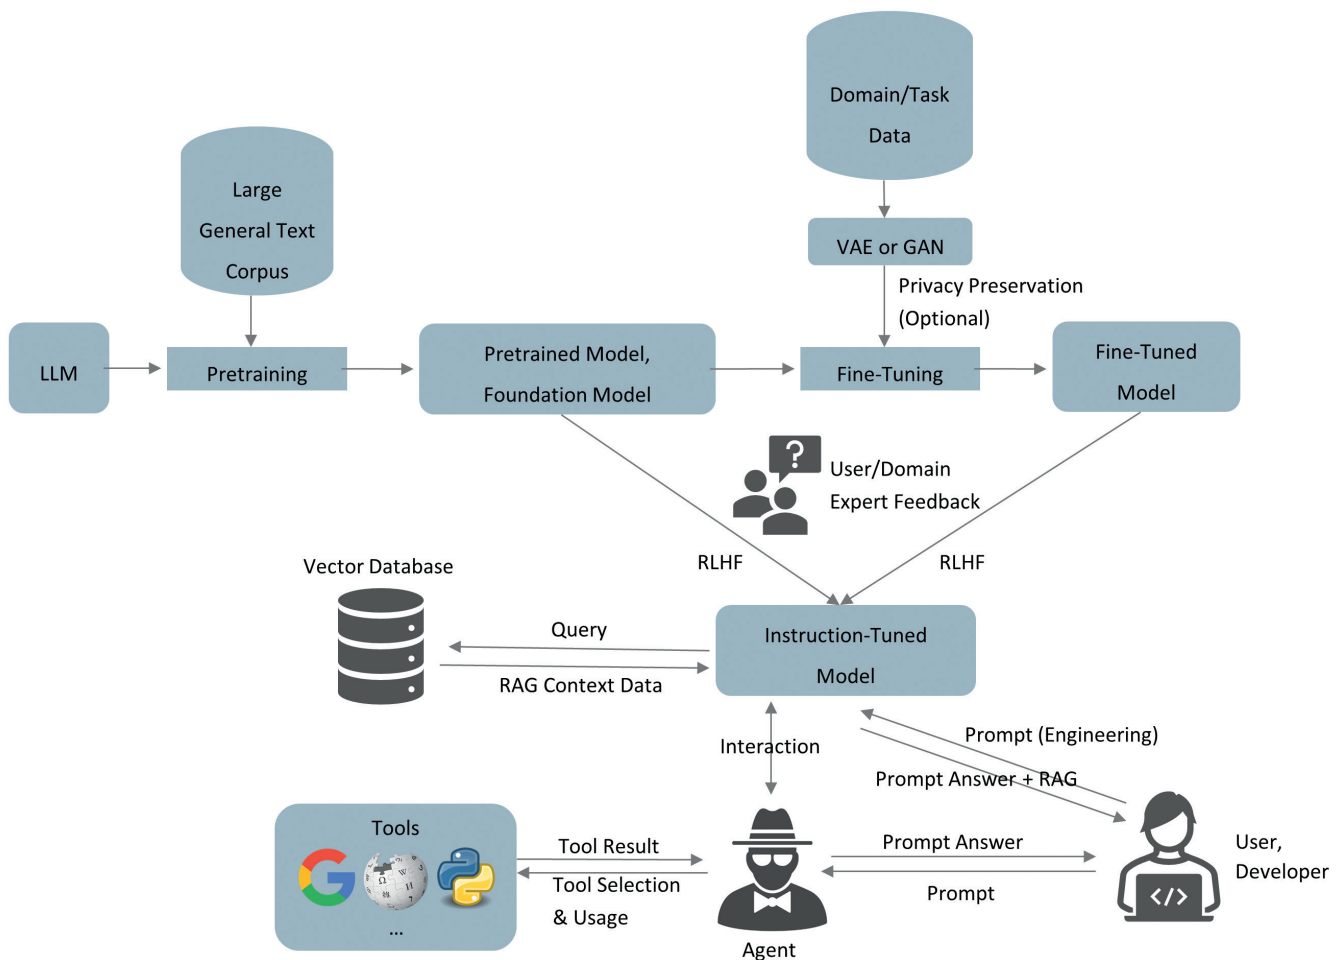 Domain/Task
Data
Large
General Text
Corpus
VAE or GAN
Privacy Preservation
(Optional)
LLM
Pretraining
Pretrained Model,
Foundation Model
Fine-Tuning
Fine-Tuned
Model
?
User/Domain
Expert Feedback
RLHF
RLHF
Vector Database
Query
RAG Context Data
Instruction-Tuned
Model
Interaction
Prompt (Engineering)
Prompt Answer + RAG
Tools
G
...
Tool Result
Tool Selection
& Usage
Agent
Prompt Answer
Prompt
</>
User,
Developer